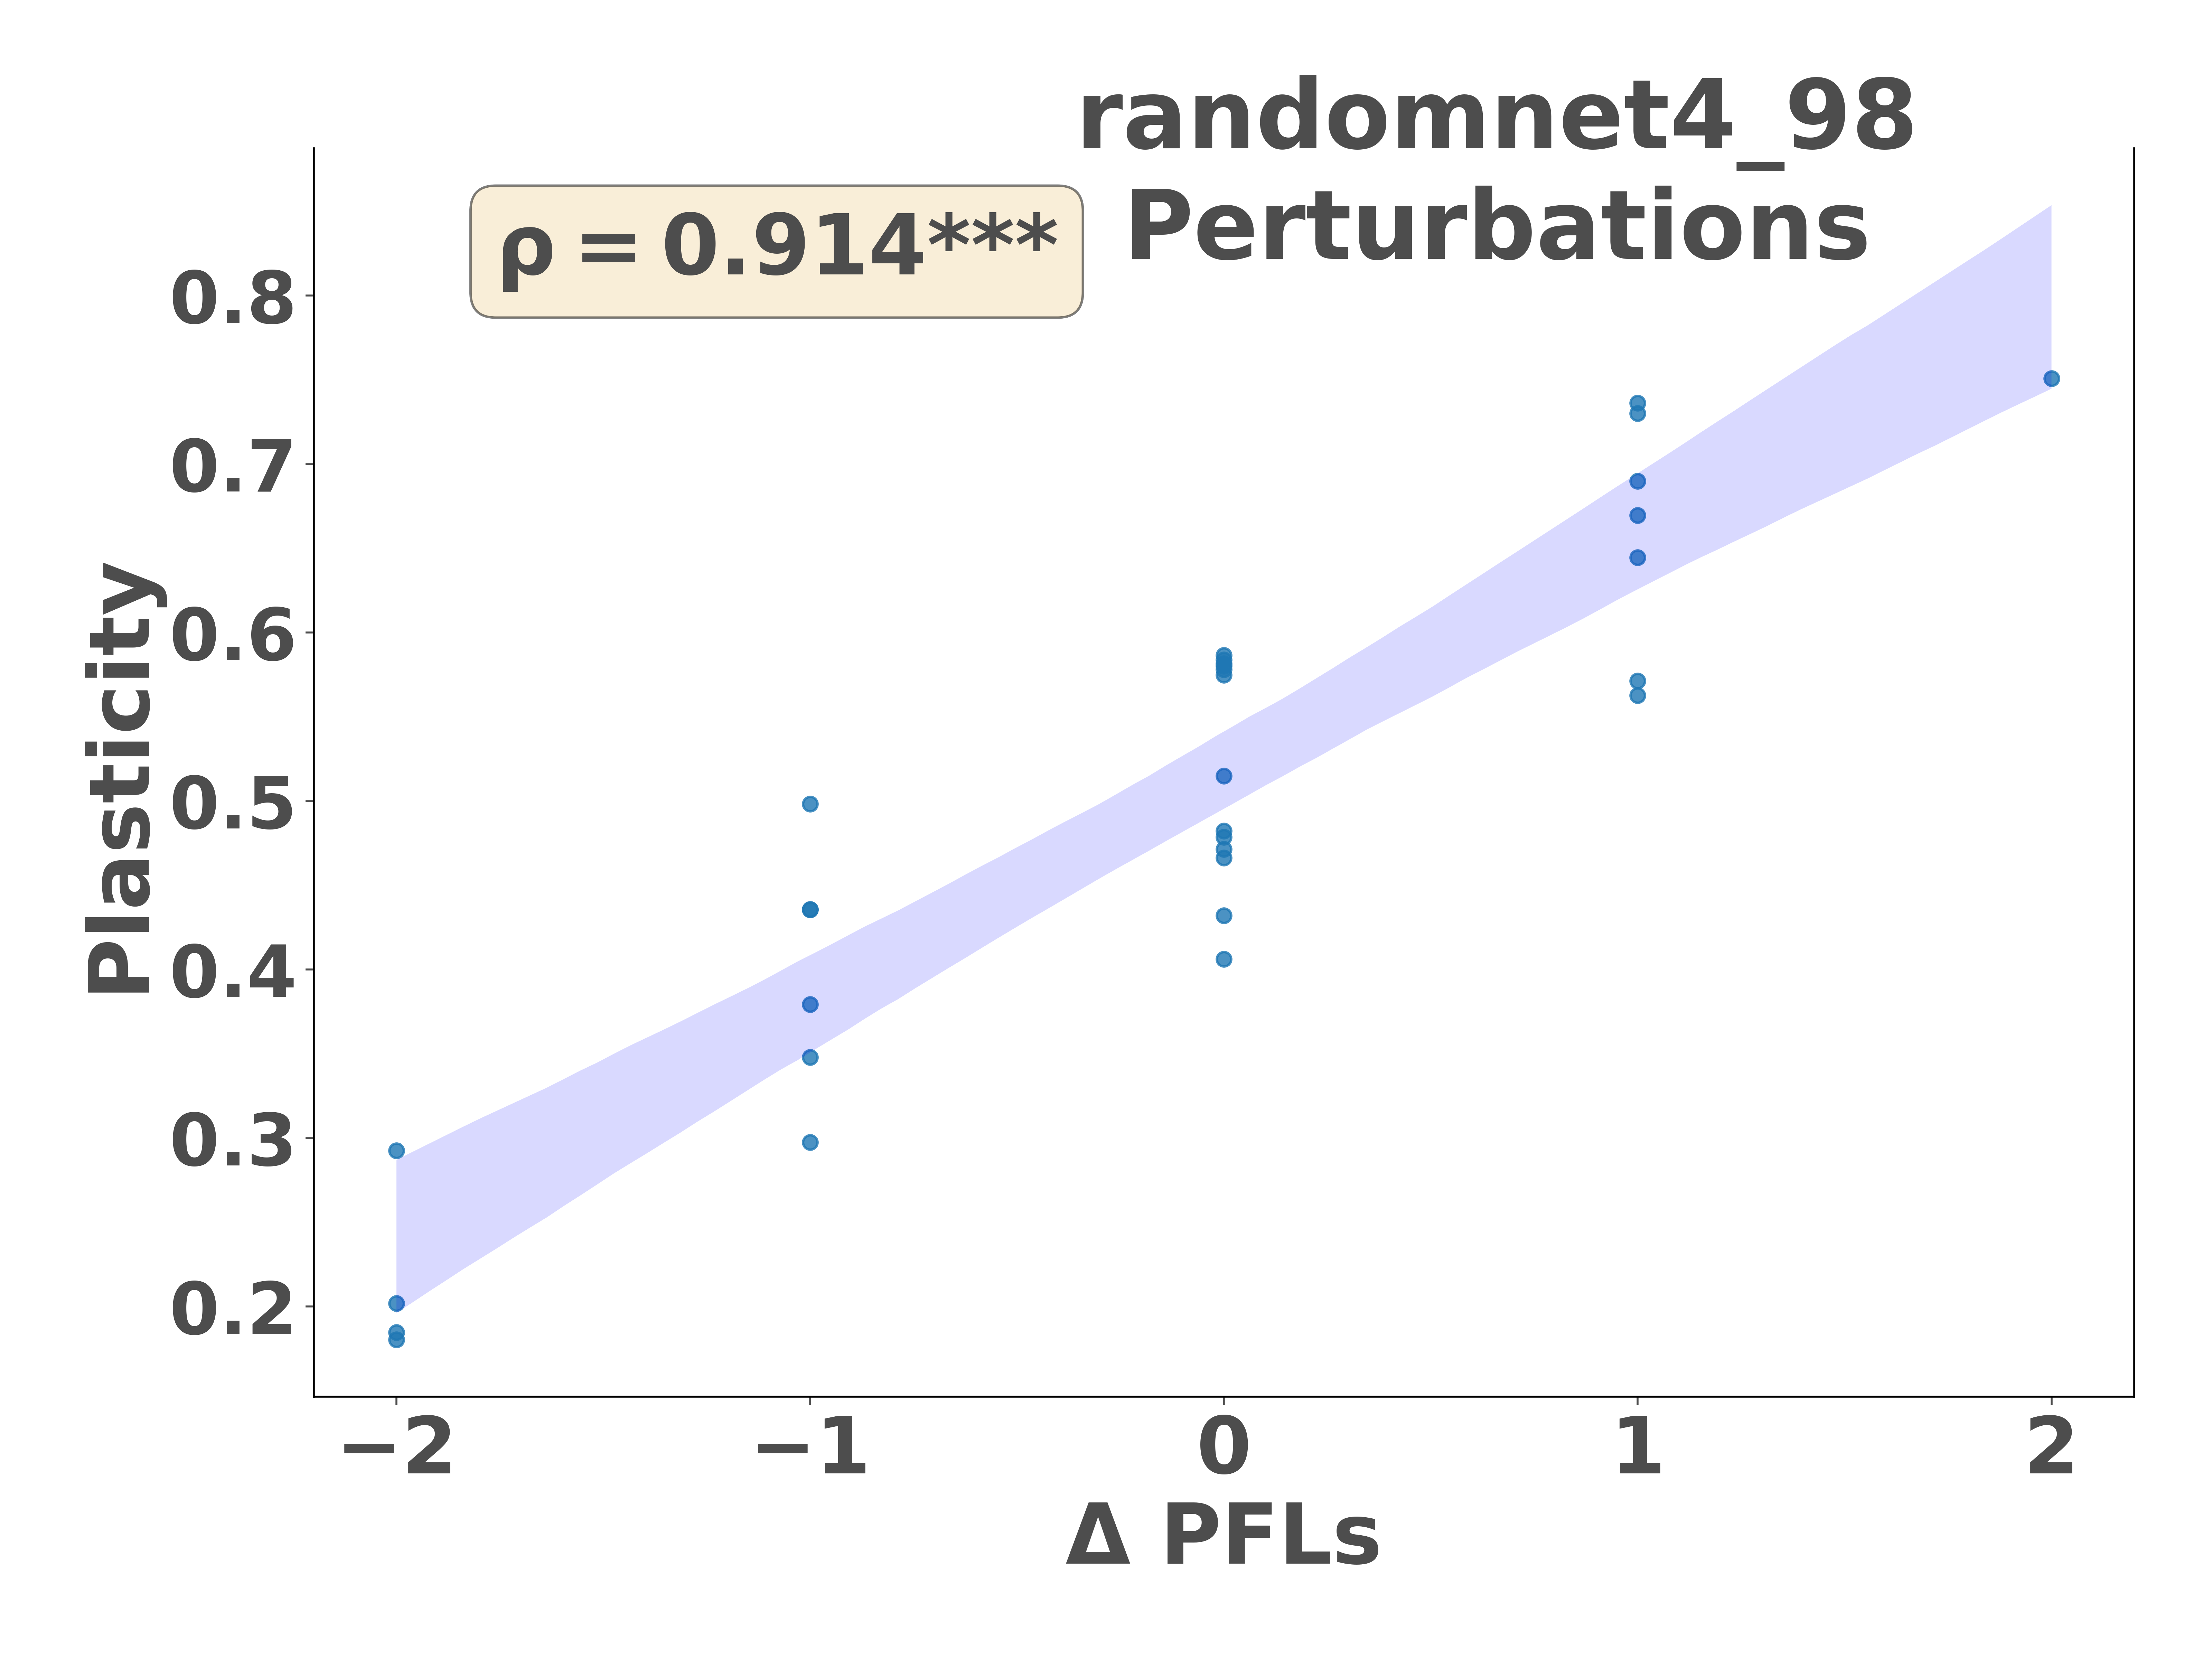 randomnet4_98
Perturbations
ρ = 0.914***
Plasticity
0.8
0.7
0.6
0.5
0.4
0.3
0.2
−2 −1 0 1 2
Δ PFLs